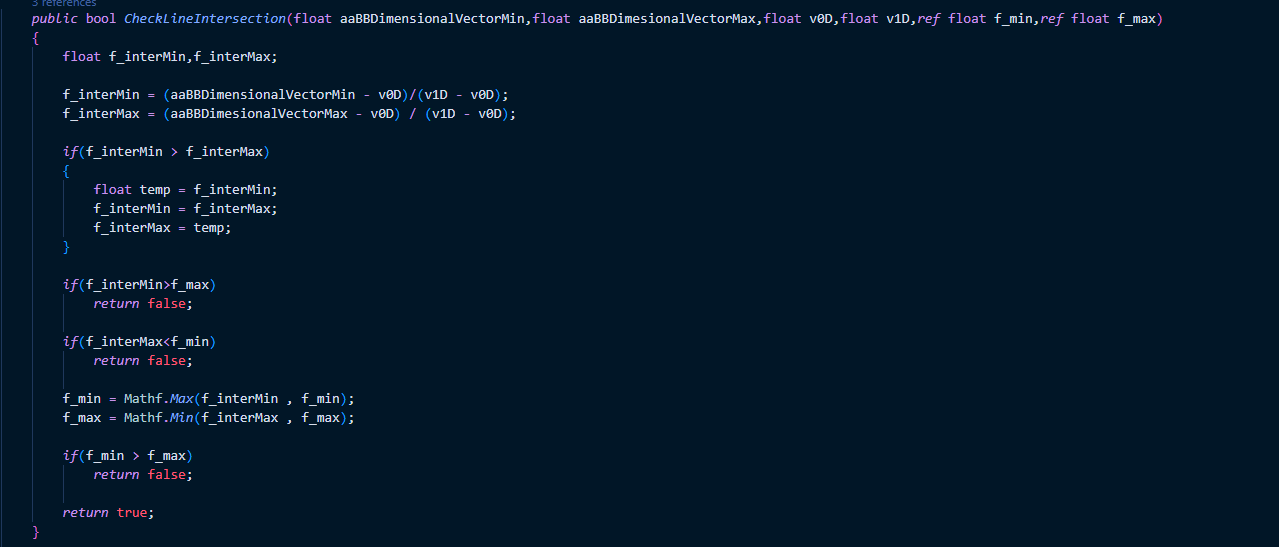 3 references
public bool CheckLineIntersection(float aaBBDimensionalVectorMin,float aaBBDimesionalVectorMax,float v0D,float v1D,ref float f_min,ref float f_max)
{
float f_interMin,f_interMax;
f_interMin = (aaBBDimensionalVectorMin - v0D)/(v1D - v0D);
f_interMax = (aaBBDimesionalVectorMax - v0D) / (v1D - v0D);
if(f_interMin > f_interMax)
{
float temp = f_interMin;
f_interMin = f_interMax;
f_interMax = temp;
}
if(f_interMin>f_max)
return false;
if(f_interMax<f_min)
return false;
f_min = Mathf.Max(f_interMin , f_min);
f_max = Mathf.Min(f_interMax , f_max);
if(f_min > f_max)
return false;
return true;
}